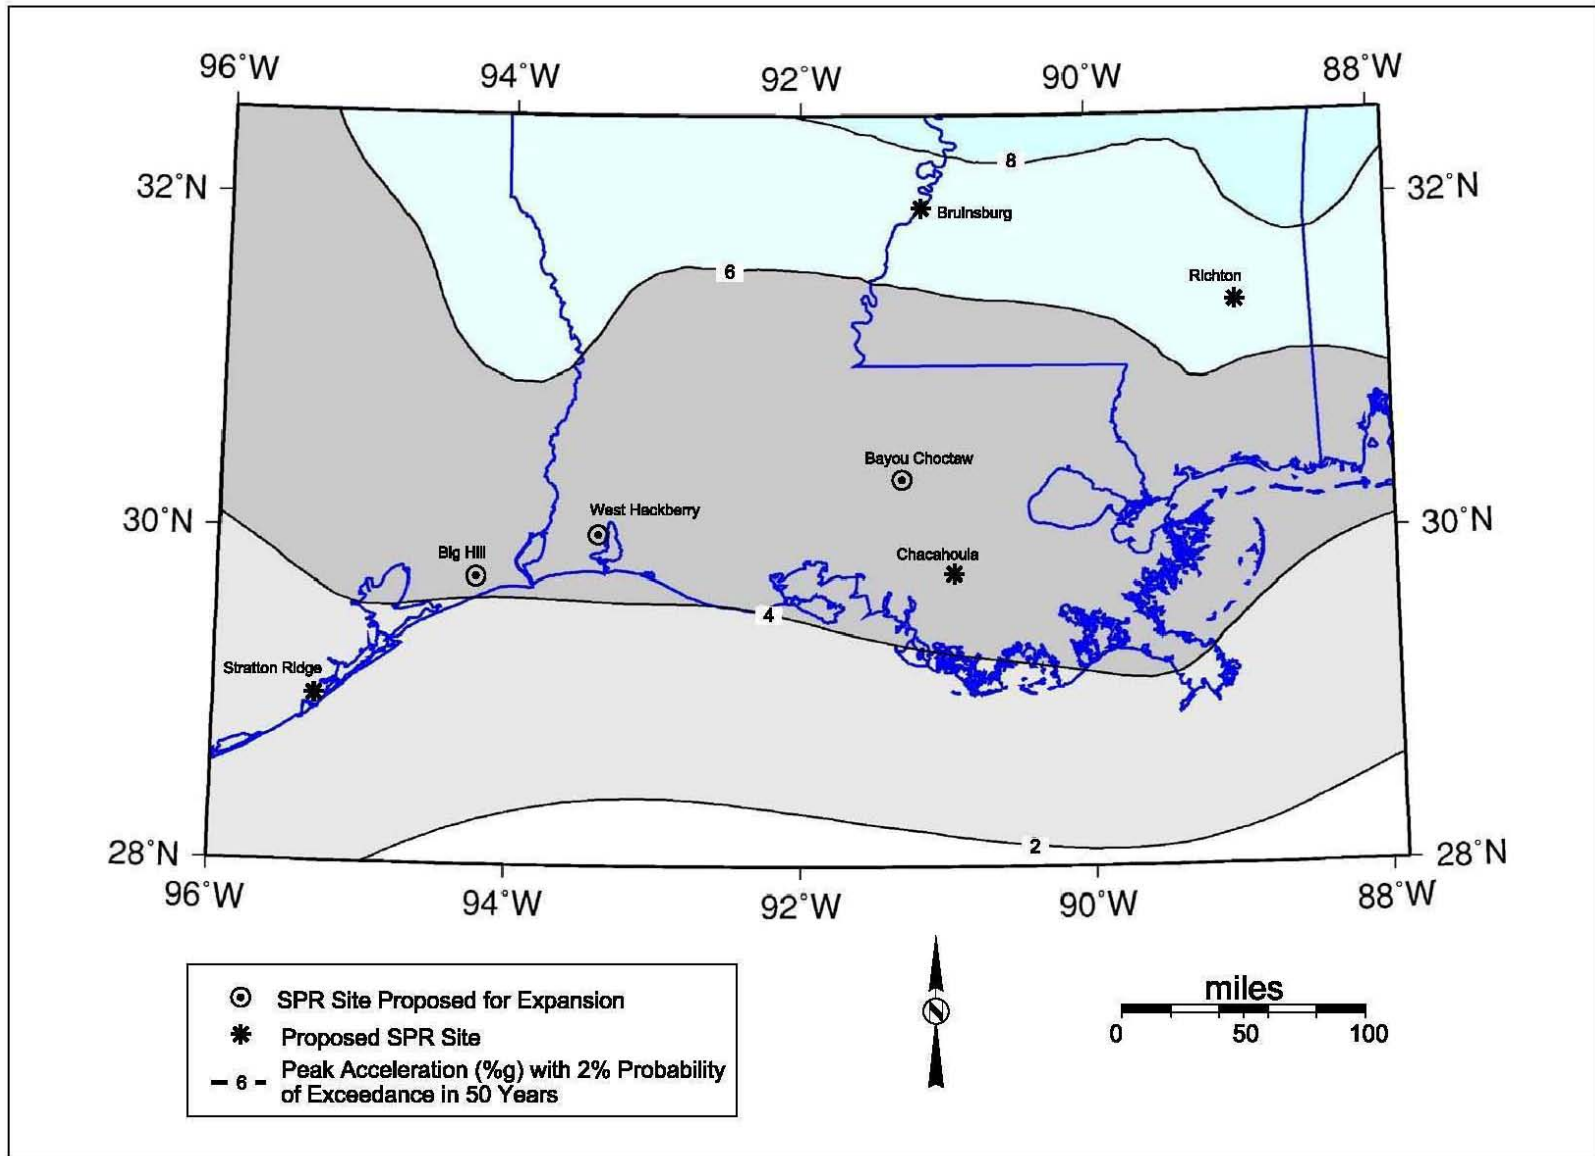 96°W 94°W 92°W 90°W 88°W
8
32°N 32°N
Bruinsburg
6
Richton
Bayou Choctaw
West Hackberry
30°N 30°N
Big Hill
Chacahoula
4
Stratton Ridge
2
28°N 28°N
96°W 94°W 92°W 90°W 88°W
SPR Site Proposed for Expansion
Proposed SPR Site
– 6 – Peak Acceleration (%g) with 2% Probability
of Exceedance in 50 Years
N
miles
0 50 100